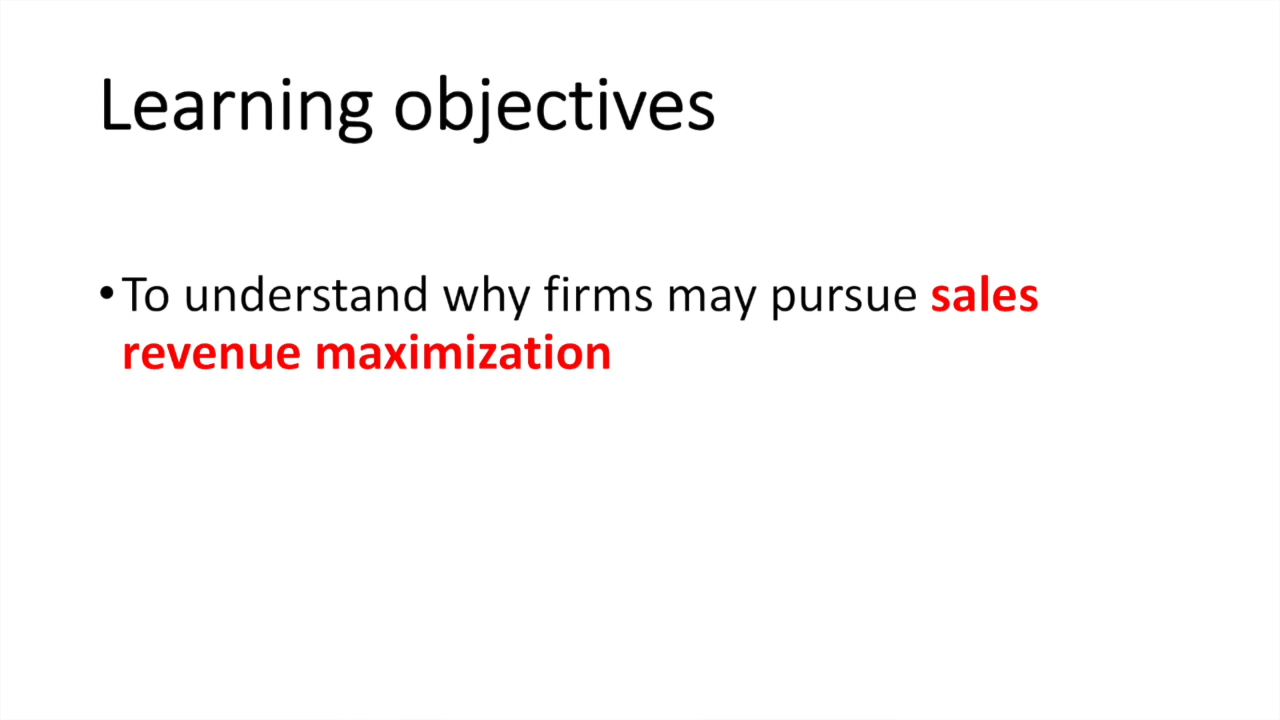 Learning objectives
•To understand why firms may pursue sales
revenue maximization